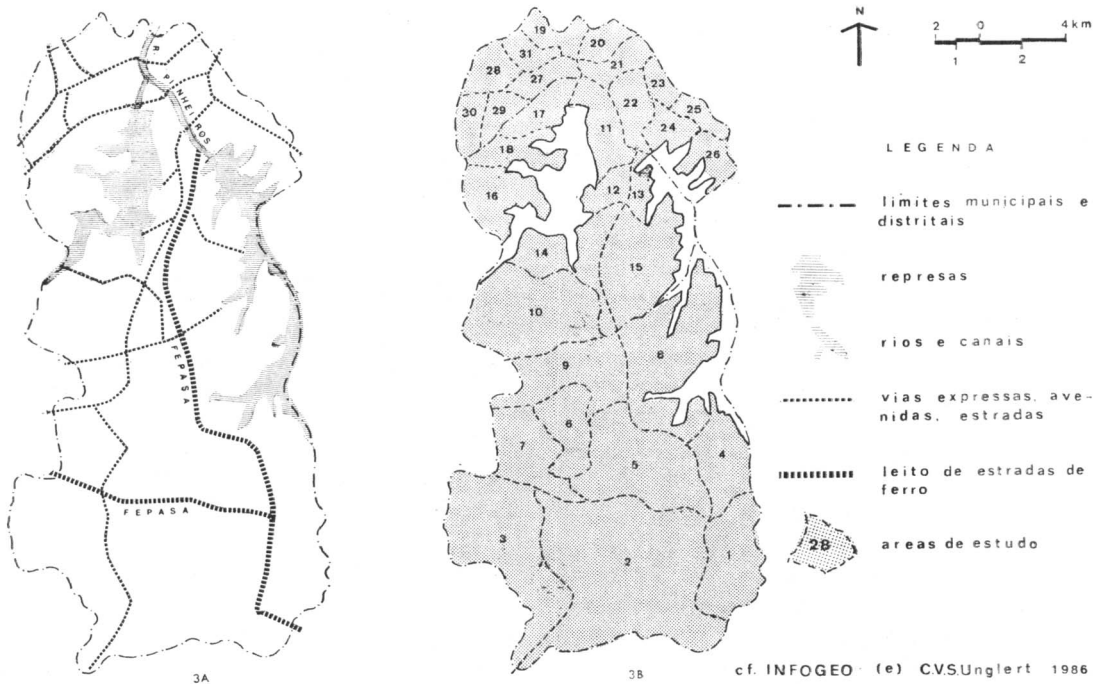 R. PINHEIROS
FEPASA
FEPASA
3A
19
20
31
21
28
27
23
30
29
17
22
25
11
24
18
26
16
12
13
14
15
10
8
9
6
7
5
4
3
2
1
3B
N
2 0 4 km
1 2
LEGENDA
limites municipais e
distritais
represas
rios e canais
vias expressas, ave-
nidas, estradas
leito de estradas de
ferro
28
areas de estudo
cf. INFOGEO (e) C.V.S.Unglert 1986